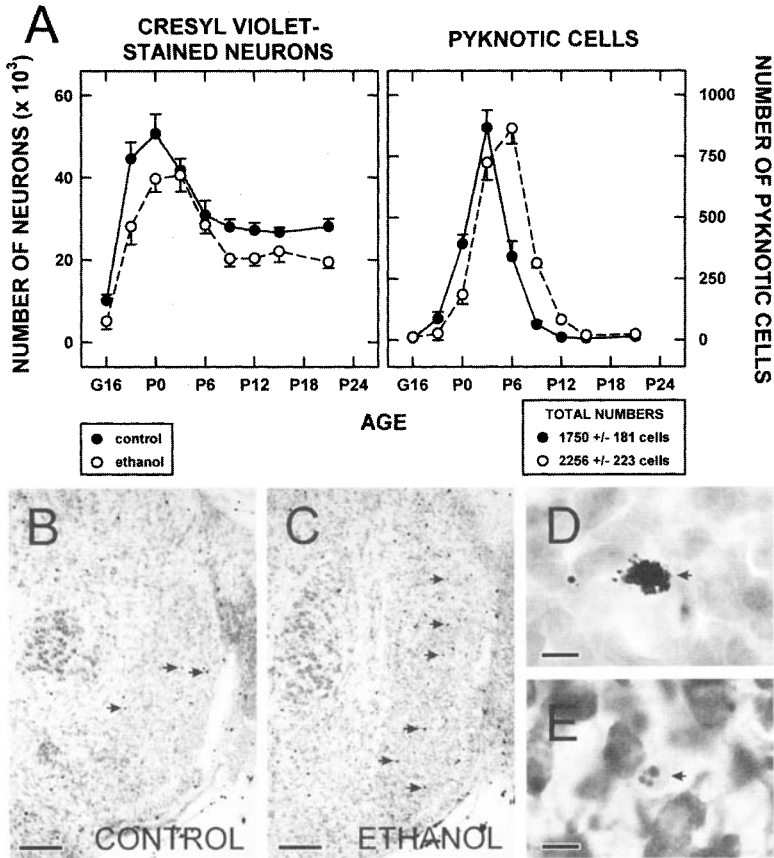 A
CRESYL VIOLET-
STAINED NEURONS
PYKNOTIC CELLS
NUMBER OF NEURONS (x 10³)
60
40
20
0
G16 P0 P6 P12 P18 P24
G16 P0 P6 P12 P18 P24
1000
750
500
250
0
NUMBER OF PYKNOTIC CELLS
AGE
control
ethanol
TOTAL NUMBERS
1750 +/- 181 cells
2256 +/- 223 cells
B
CONTROL
C
ETHANOL
D
E